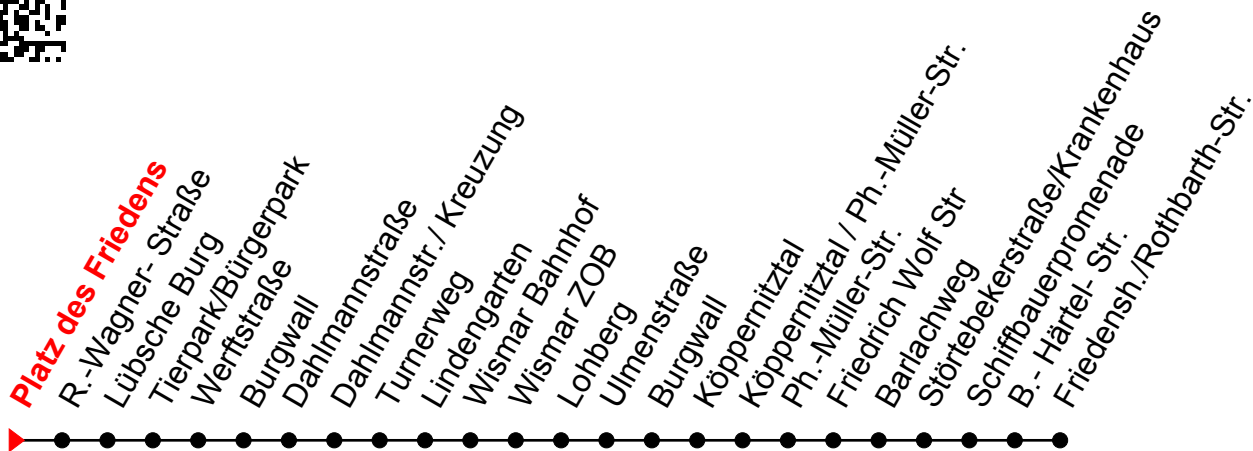 Platz des Friedens
R.-Wagner- Straße
Lübsche Burg
Tierpark/Bürgerpark
Werftstraße
Burgwall
Dahlmannstraße
Dahlmannstr./ Kreuzung
Turnerweg
Lindengarten
Wismar Bahnhof
Wismar ZOB
Lohberg
Ulmenstraße
Burgwall
Köppernitztal
Köppernitztal / Ph.-Müller-Str.
Ph.-Müller-Str.
Friedrich Wolf Str
Barlachweg
Störtebekerstraße/Krankenhaus
Schiffbauerpromenade
B.- Härtel- Str.
Friedensh./Rothbarth-Str.